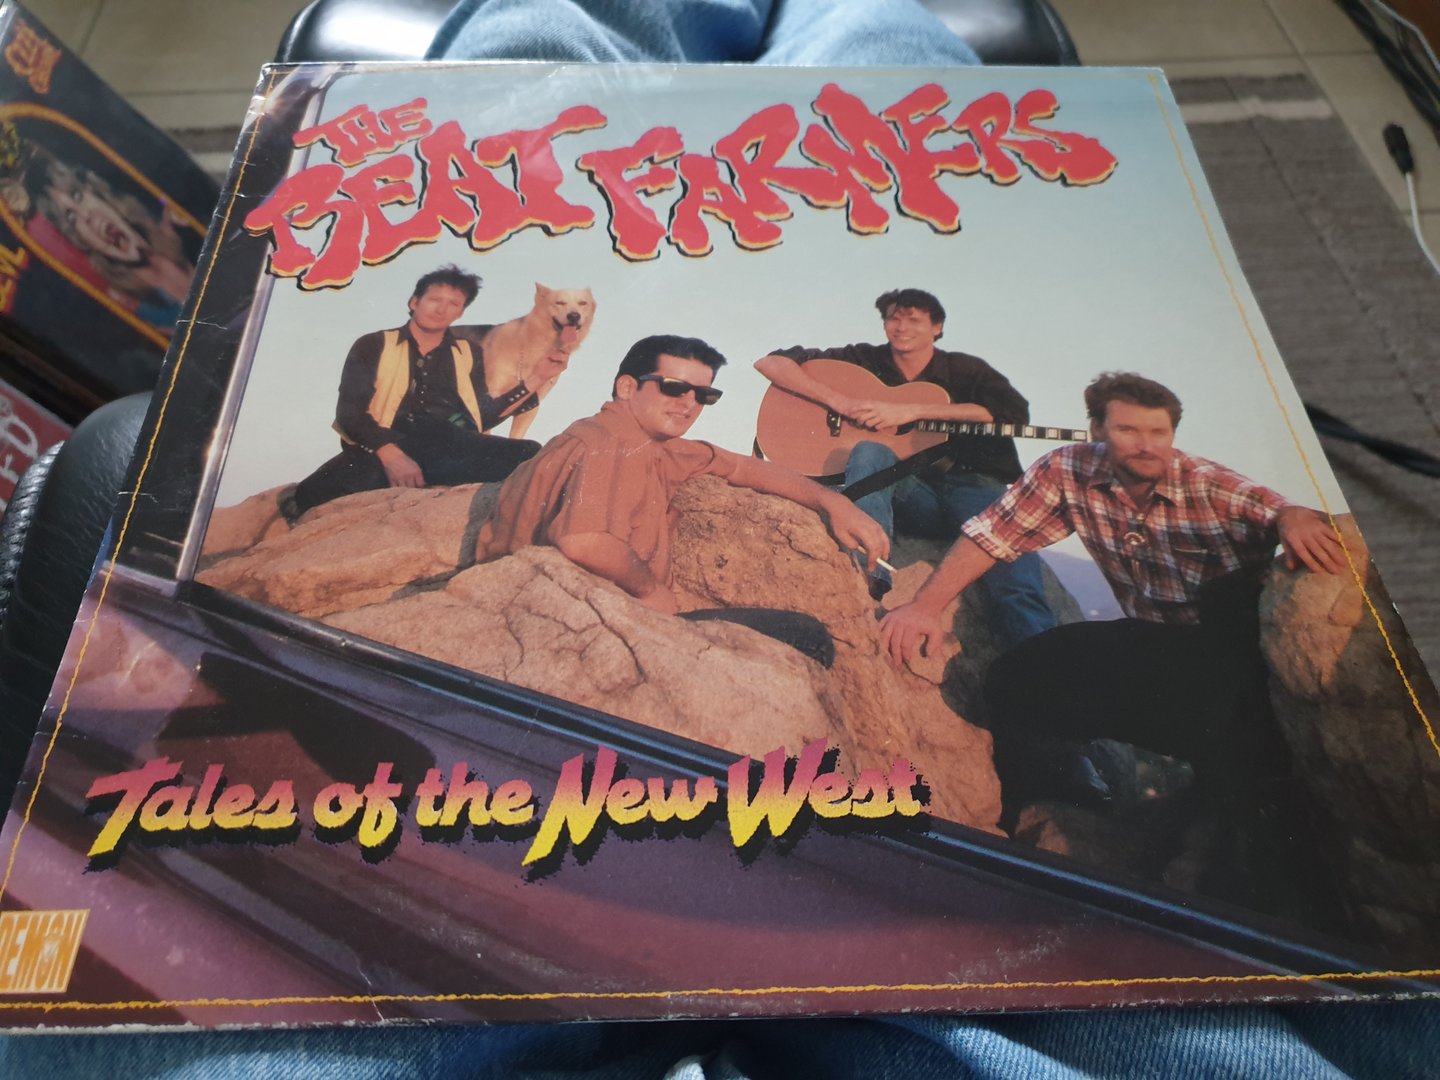 THE
BEAT FARMERS
Tales of the New West
DEMON